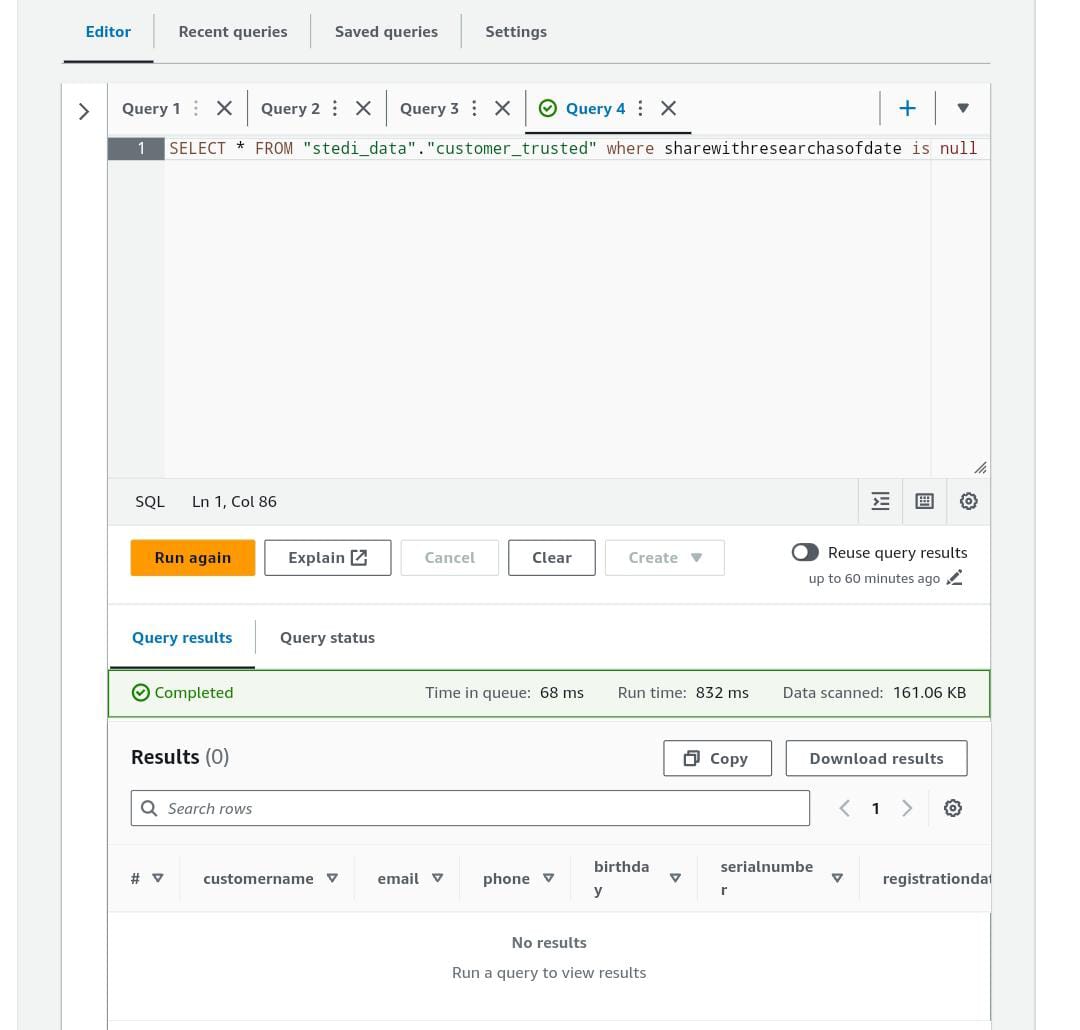 Editor Recent queries Saved queries Settings
Query 1 Query 2 Query 3 Query 4
1 SELECT * FROM "stedi_data"."customer_trusted" where sharewithresearchasofdate is null
SQL Ln 1, Col 86
Run again Explain Cancel Clear Create Reuse query results
up to 60 minutes ago
Query results Query status
Completed Time in queue: 68 ms Run time: 832 ms Data scanned: 161.06 KB
Results (0) Copy Download results
Search rows 1
# customername email phone birthda
y serialnumbe
r registrationdat
No results
Run a query to view results